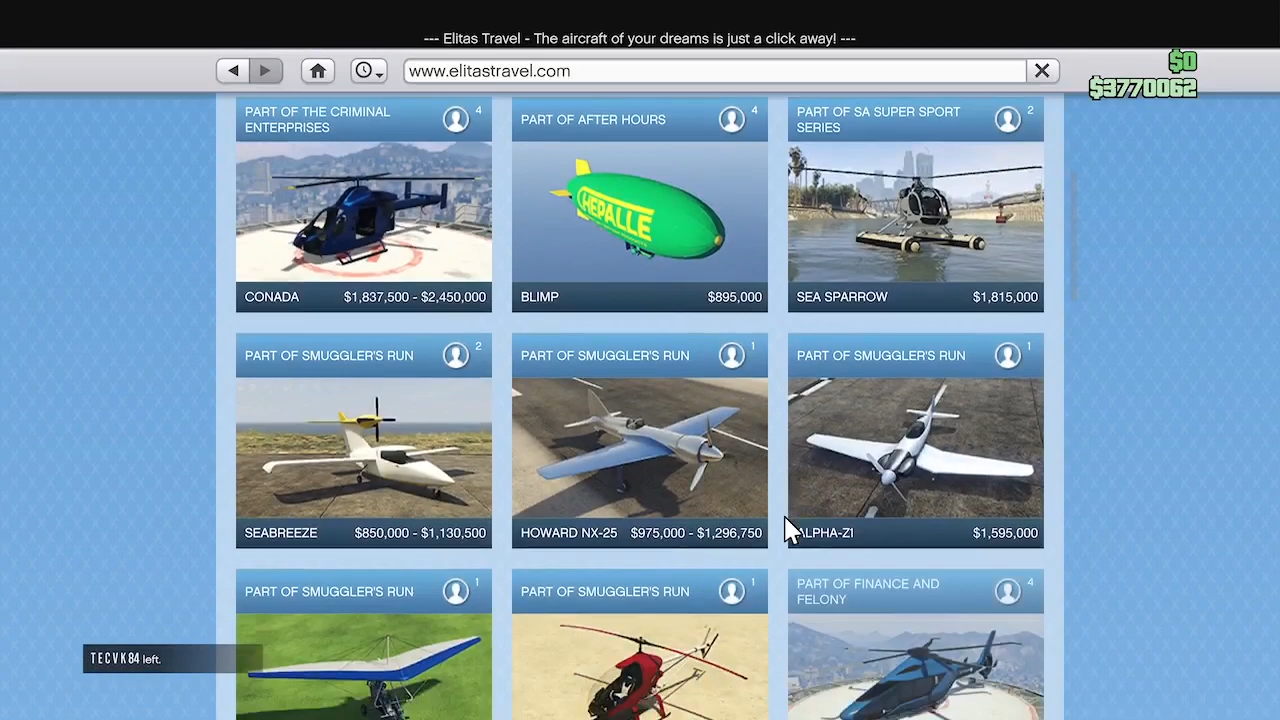 --- Elitas Travel - The aircraft of your dreams is just a click away! ---
www.elitastravel.com
$0
$3770062
PART OF THE CRIMINAL
ENTERPRISES
4
PART OF AFTER HOURS
4
PART OF SA SUPER SPORT
SERIES
2
HEPALLE
CONADA $1,837,500 - $2,450,000
BLIMP $895,000
SEA SPARROW $1,815,000
PART OF SMUGGLER'S RUN
2
PART OF SMUGGLER'S RUN
1
PART OF SMUGGLER'S RUN
1
SEABREEZE $850,000 - $1,130,500
HOWARD NX-25 $975,000 - $1,296,750
ALPHA-Z1 $1,595,000
PART OF SMUGGLER'S RUN
1
PART OF SMUGGLER'S RUN
1
PART OF FINANCE AND
FELONY
4
TECVK84 left.